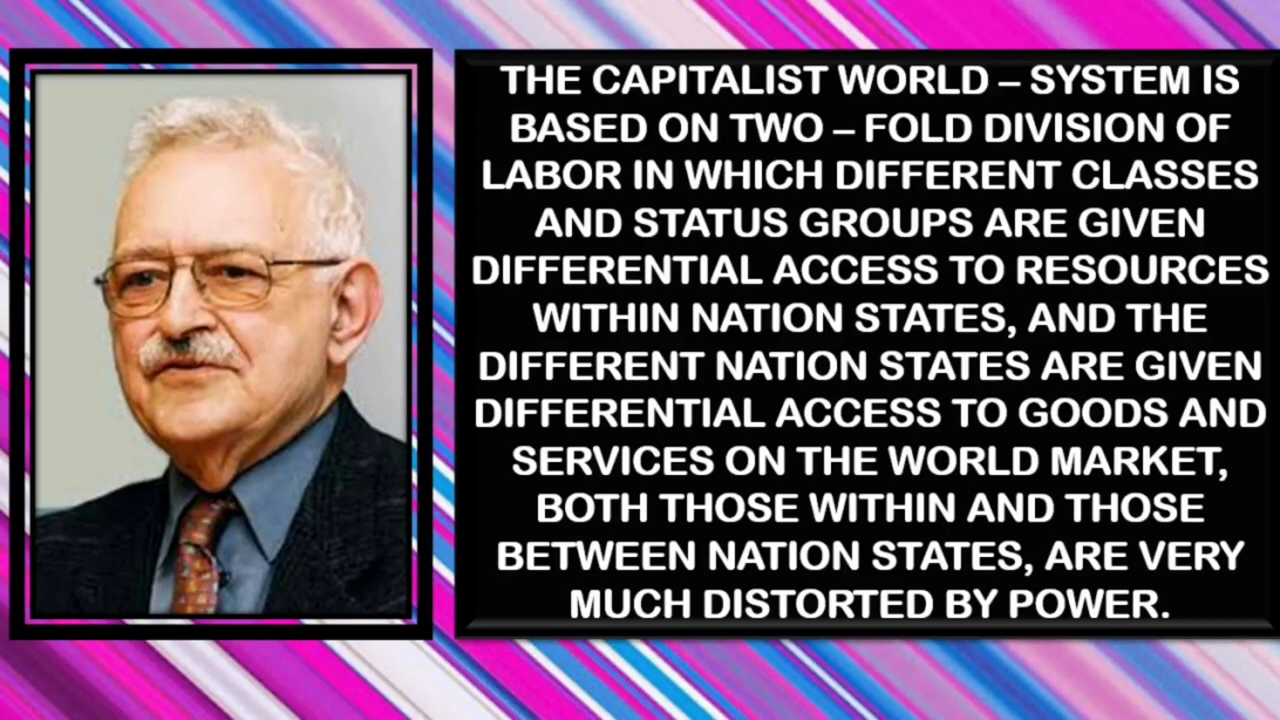 THE CAPITALIST WORLD – SYSTEM IS
BASED ON TWO – FOLD DIVISION OF
LABOR IN WHICH DIFFERENT CLASSES
AND STATUS GROUPS ARE GIVEN
DIFFERENTIAL ACCESS TO RESOURCES
WITHIN NATION STATES, AND THE
DIFFERENT NATION STATES ARE GIVEN
DIFFERENTIAL ACCESS TO GOODS AND
SERVICES ON THE WORLD MARKET,
BOTH THOSE WITHIN AND THOSE
BETWEEN NATION STATES, ARE VERY
MUCH DISTORTED BY POWER.